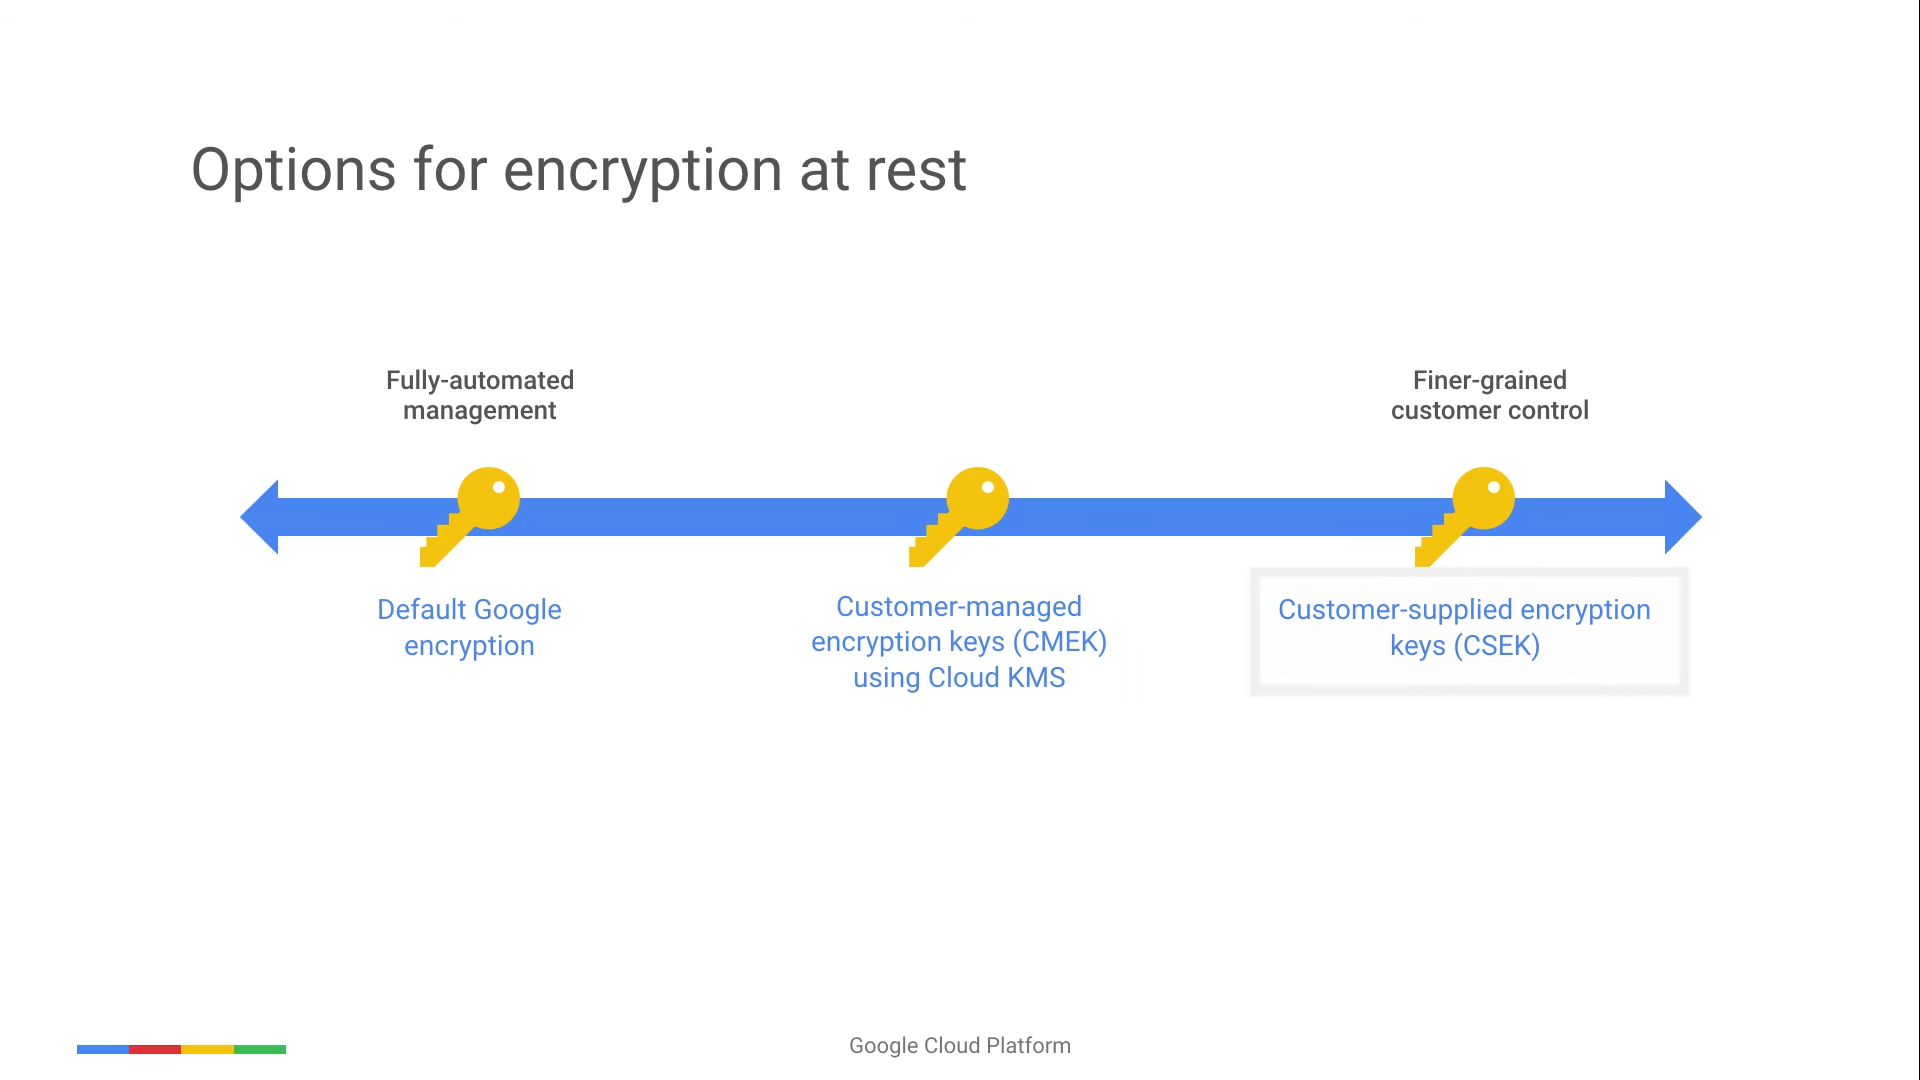 Options for encryption at rest
Fully-automated
management
Finer-grained
customer control
Default Google
encryption
Customer-managed
encryption keys (CMEK)
using Cloud KMS
Customer-supplied encryption
keys (CSEK)
Google Cloud Platform